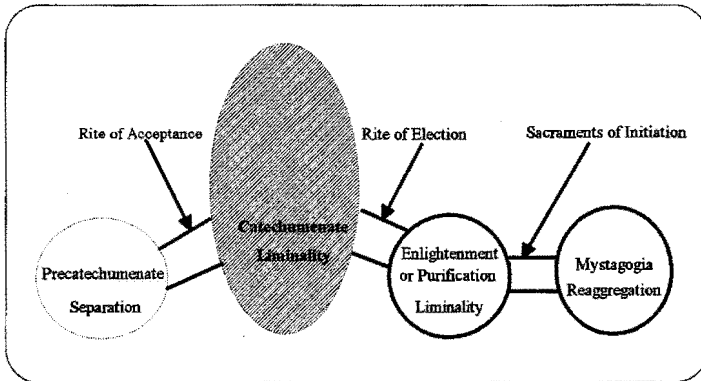 Rite of Acceptance
Rite of Election
Sacraments of Initiation
Precatechumenate
Separation
Catechumenate
Liminality
Enlightenment
or Purification
Liminality
Mystagogia
Reaggregation